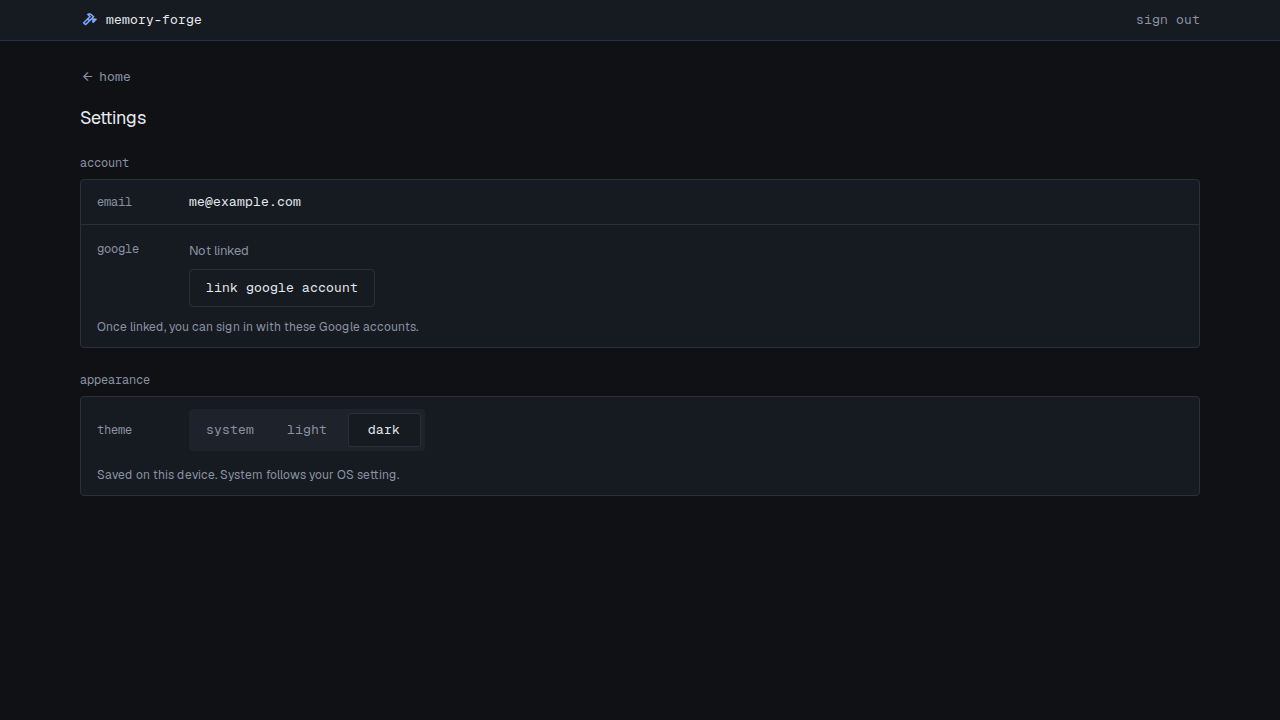 memory-forge
sign out
← home
Settings
account
email me@example.com
google Not linked
link google account
Once linked, you can sign in with these Google accounts.
appearance
theme system light dark
Saved on this device. System follows your OS setting.